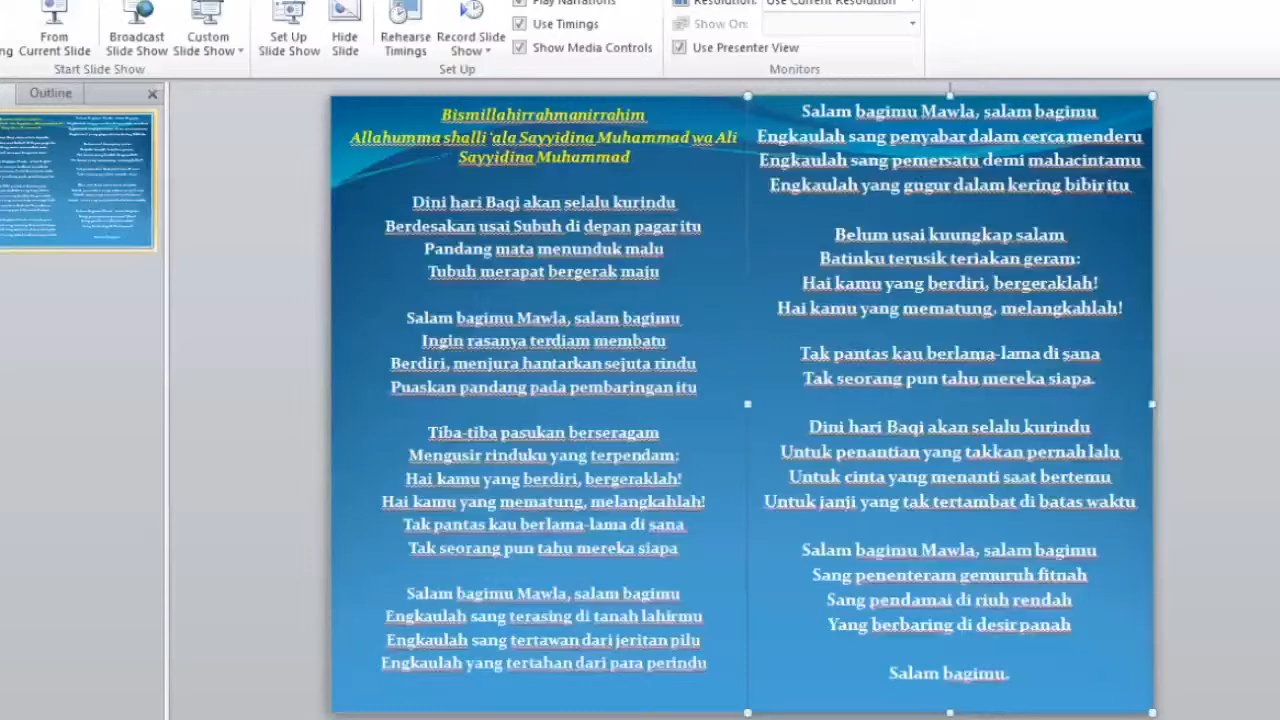 From
Current Slide
Broadcast
Slide Show
Custom
Slide Show
Set Up
Slide Show
Hide
Slide
Rehearse
Timings
Record Slide
Show
Play Narrations
Use Timings
Show Media Controls
Resolution:
Use Current Resolution
Show On:
Use Presenter View
Start Slide Show
Set Up
Monitors
Outline
Bismillahirrahmanirrahim
Allahumma sholli 'ala Sayyidina Muhammad wa Ali
Sayyidina Muhammad
Dini hari Baqi akan selalu kurindu
Berdesakan usai Subuh di depan pagar itu
Pandang mata menunduk malu
Tubuh merapat bergerak maju
Salam bagimu Mawla, salam bagimu
Ingin rasanya terdiam membatu
Berdiri, menjura hantarkan sejuta rindu
Puaskan pandang pada pembaringan itu
Tiba-tiba pasukan berseragam
Mengusir rinduku yang terpendam:
Hai kamu yang berdiri, bergeraklah!
Hai kamu yang mematung, melangkahlah!
Tak pantas kau berlama-lama di sana
Tak seorang pun tahu mereka siapa
Salam bagimu Mawla, salam bagimu
Engkaulah sang terasing di tanah lahirmu
Engkaulah sang tertawan dari jeritan pilu
Engkaulah yang tertahan dari para perindu
Salam bagimu Mawla, salam bagimu
Engkaulah sang penyabar dalam cerca menderu
Engkaulah sang pemersatu demi mahacintamu
Engkaulah yang gugur dalam kering bibir itu
Belum usai kuungkap salam
Batinku terusik teriakan geram:
Hai kamu yang berdiri, bergeraklah!
Hai kamu yang mematung, melangkahlah!
Tak pantas kau berlama-lama di sana
Tak seorang pun tahu mereka siapa.
Dini hari Baqi akan selalu kurindu
Untuk penantian yang takkan pernah lalu
Untuk cinta yang menanti saat bertemu
Untuk janji yang tak tertambat di batas waktu
Salam bagimu Mawla, salam bagimu
Sang penenteram gemuruh fitnah
Sang pendamai di riuh rendah
Yang berbaring di desir panah
Salam bagimu.